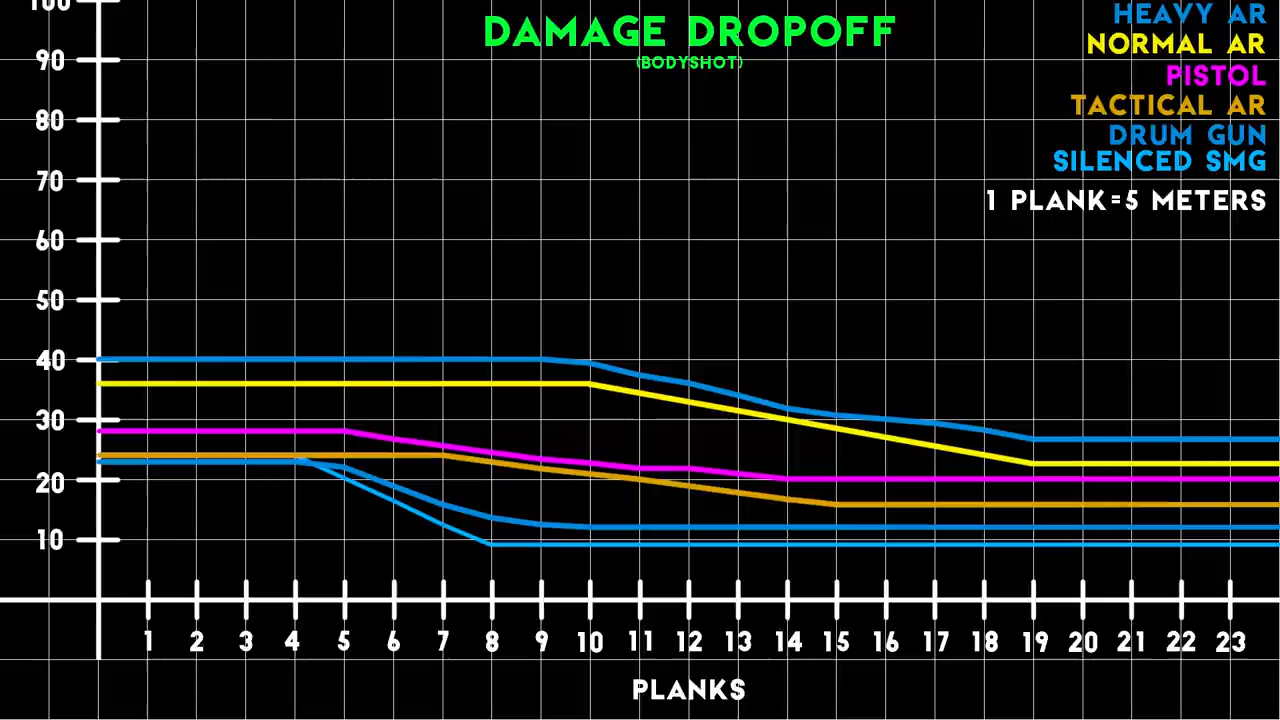 DAMAGE DROPOFF
(BODYSHOT)
HEAVY AR
NORMAL AR
PISTOL
TACTICAL AR
DRUM GUN
SILENCED SMG
1 PLANK=5 METERS
100
90
80
70
60
50
40
30
20
10
1 2 3 4 5 6 7 8 9 10 11 12 13 14 15 16 17 18 19 20 21 22 23
PLANKS